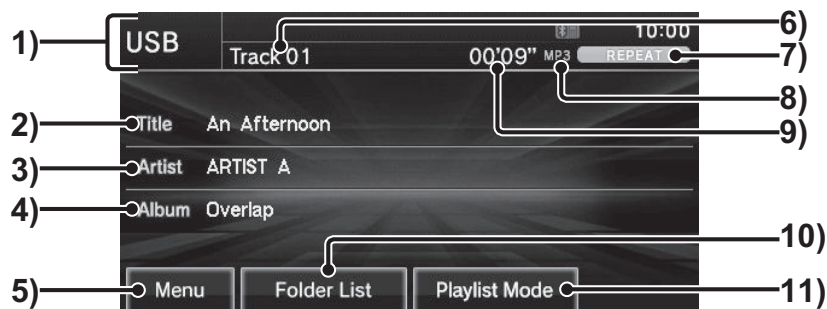 1) USB 10:00 6)
Track 01 00'09” MP3 REPEAT 7)
8)
9)
2) Title An Afternoon
3) Artist ARTIST A
4) Album Overlap
10)
5) Menu Folder List Playlist Mode 11)